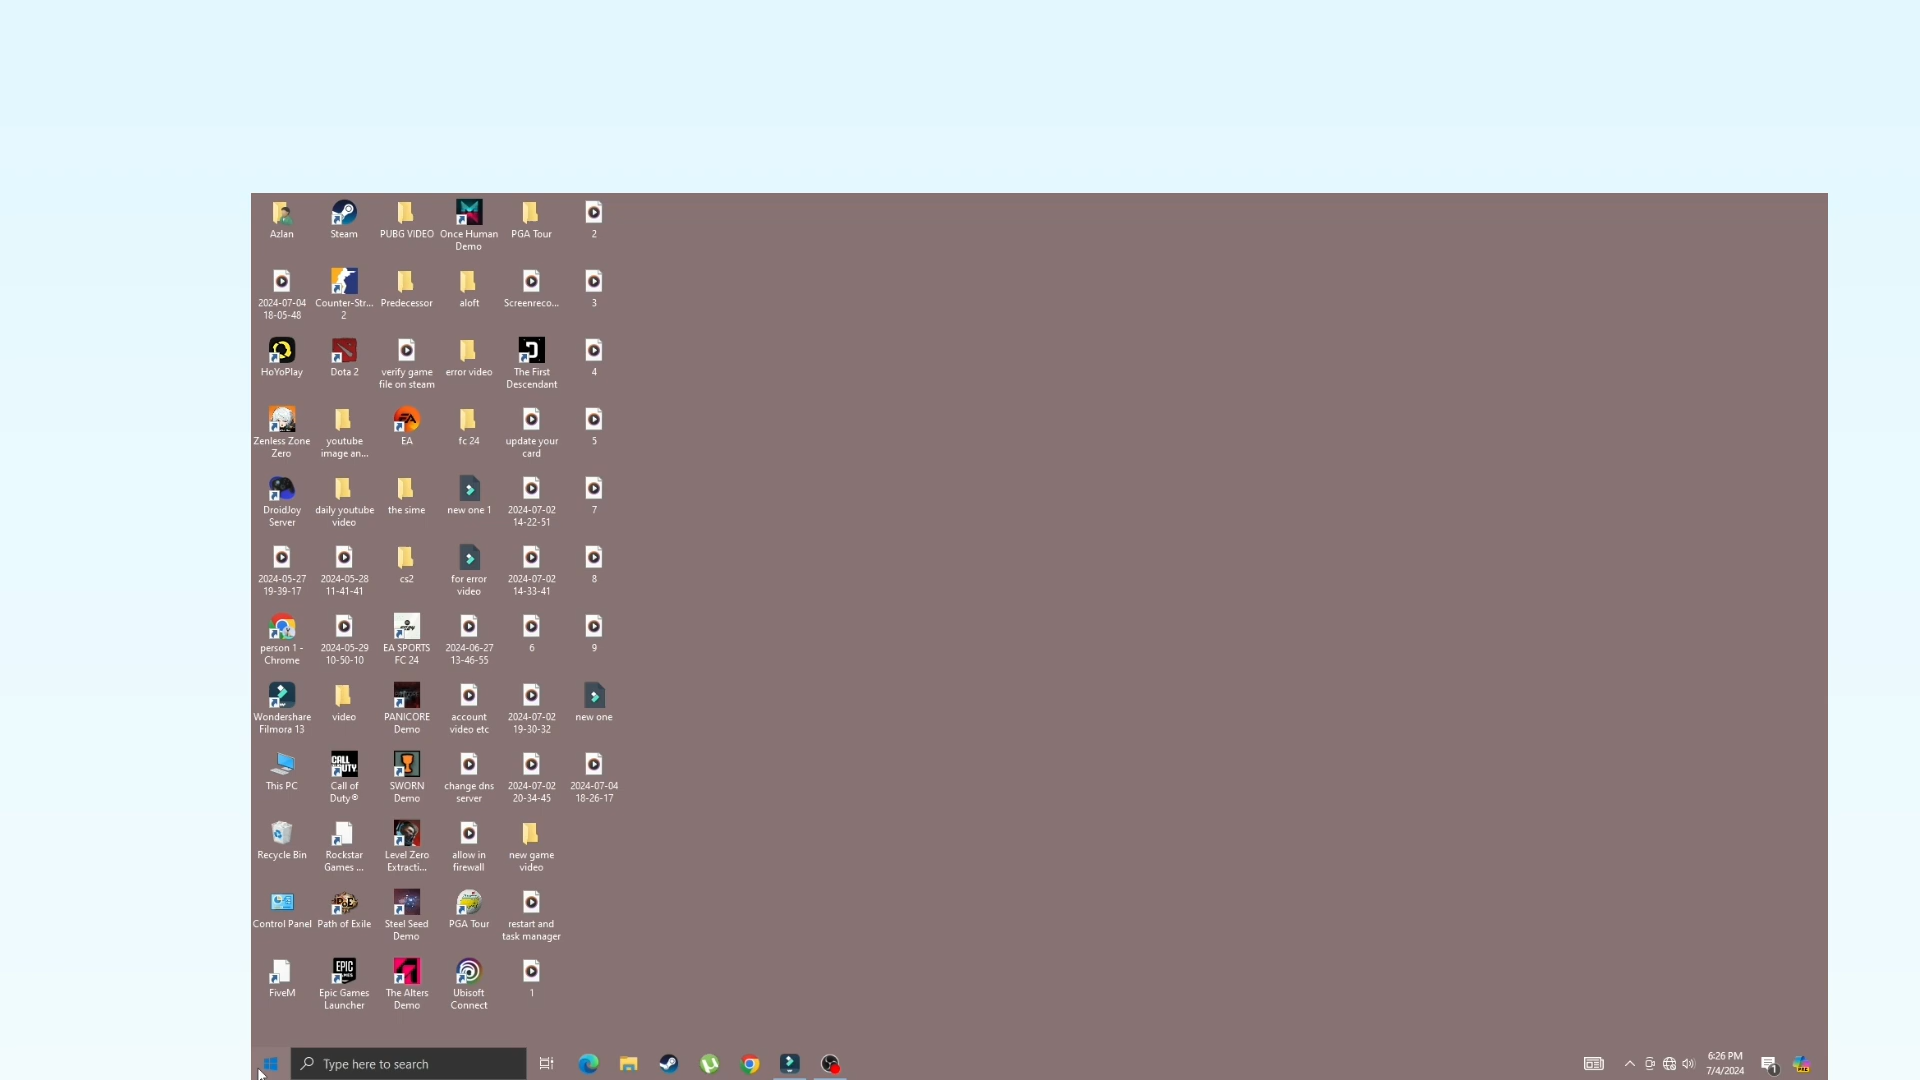 Azlan
Steam
PUBG VIDEO
Once Human
Demo
PGA Tour
2
2024-07-04
18-05-48
Counter-Str...
2
Predecessor
aloft
Screenreco...
3
HoYoPlay
Dota 2
verify game
file on steam
error video
The First
Descendant
4
Zenless Zone
Zero
youtube
image an...
EA
fc 24
update your
card
5
DroidJoy
Server
daily youtube
video
the sime
new one 1
2024-07-02
14-22-51
7
2024-05-27
19-39-17
2024-05-28
11-41-41
cs2
for error
video
2024-07-02
14-33-41
8
person 1 -
Chrome
2024-05-29
10-50-10
EA SPORTS
FC 24
2024-06-27
13-46-55
6
9
Wondershare
Filmora 13
video
PANICORE
Demo
account
video etc
2024-07-02
19-30-32
new one
This PC
CALL
DUTY
Call of
Duty®
SWORN
Demo
change dns
server
2024-07-02
20-34-45
2024-07-04
18-26-17
Recycle Bin
Rockstar
Games ...
Level Zero
Extracti...
allow in
firewall
new game
video
Control Panel
Path of Exile
Steel Seed
Demo
PGA Tour
restart and
task manager
FiveM
EPIC
GAMES
Epic Games
Launcher
The Alters
Demo
Ubisoft
Connect
1
Type here to search
6:26 PM
7/4/2024
1
PRE